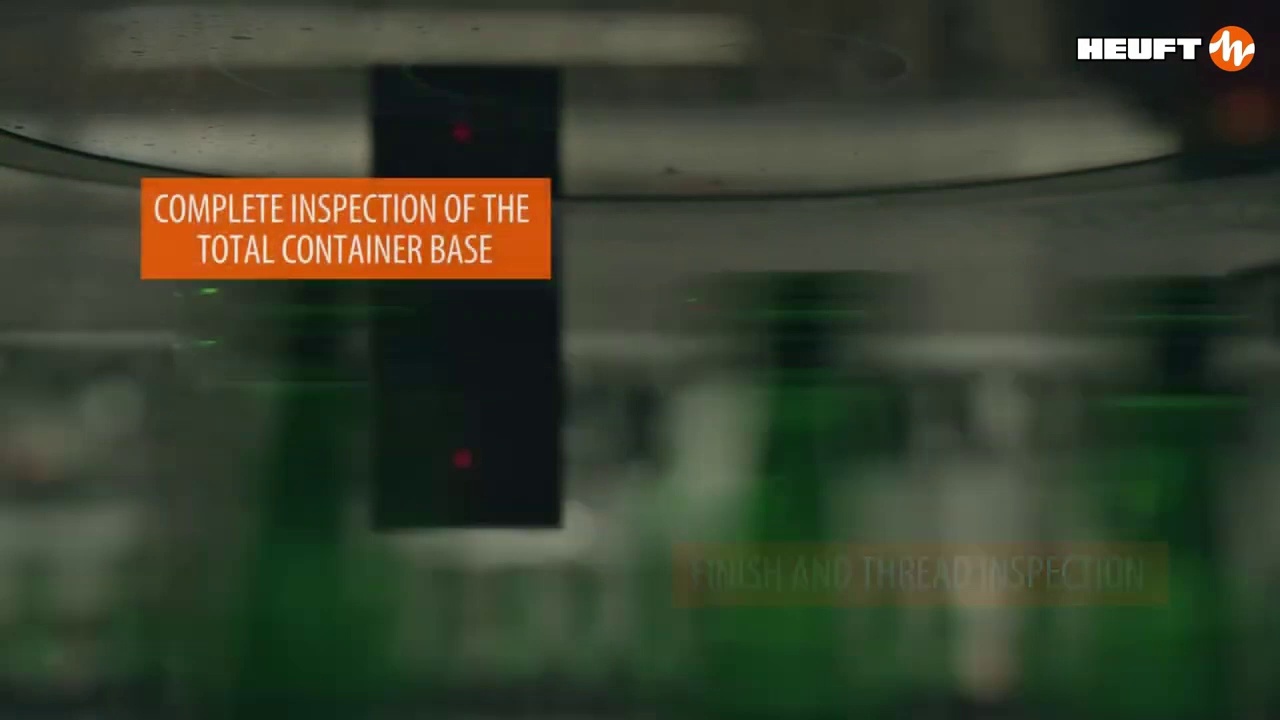 HEUFT
COMPLETE INSPECTION OF THE
TOTAL CONTAINER BASE
FINISH AND THREAD INSPECTION